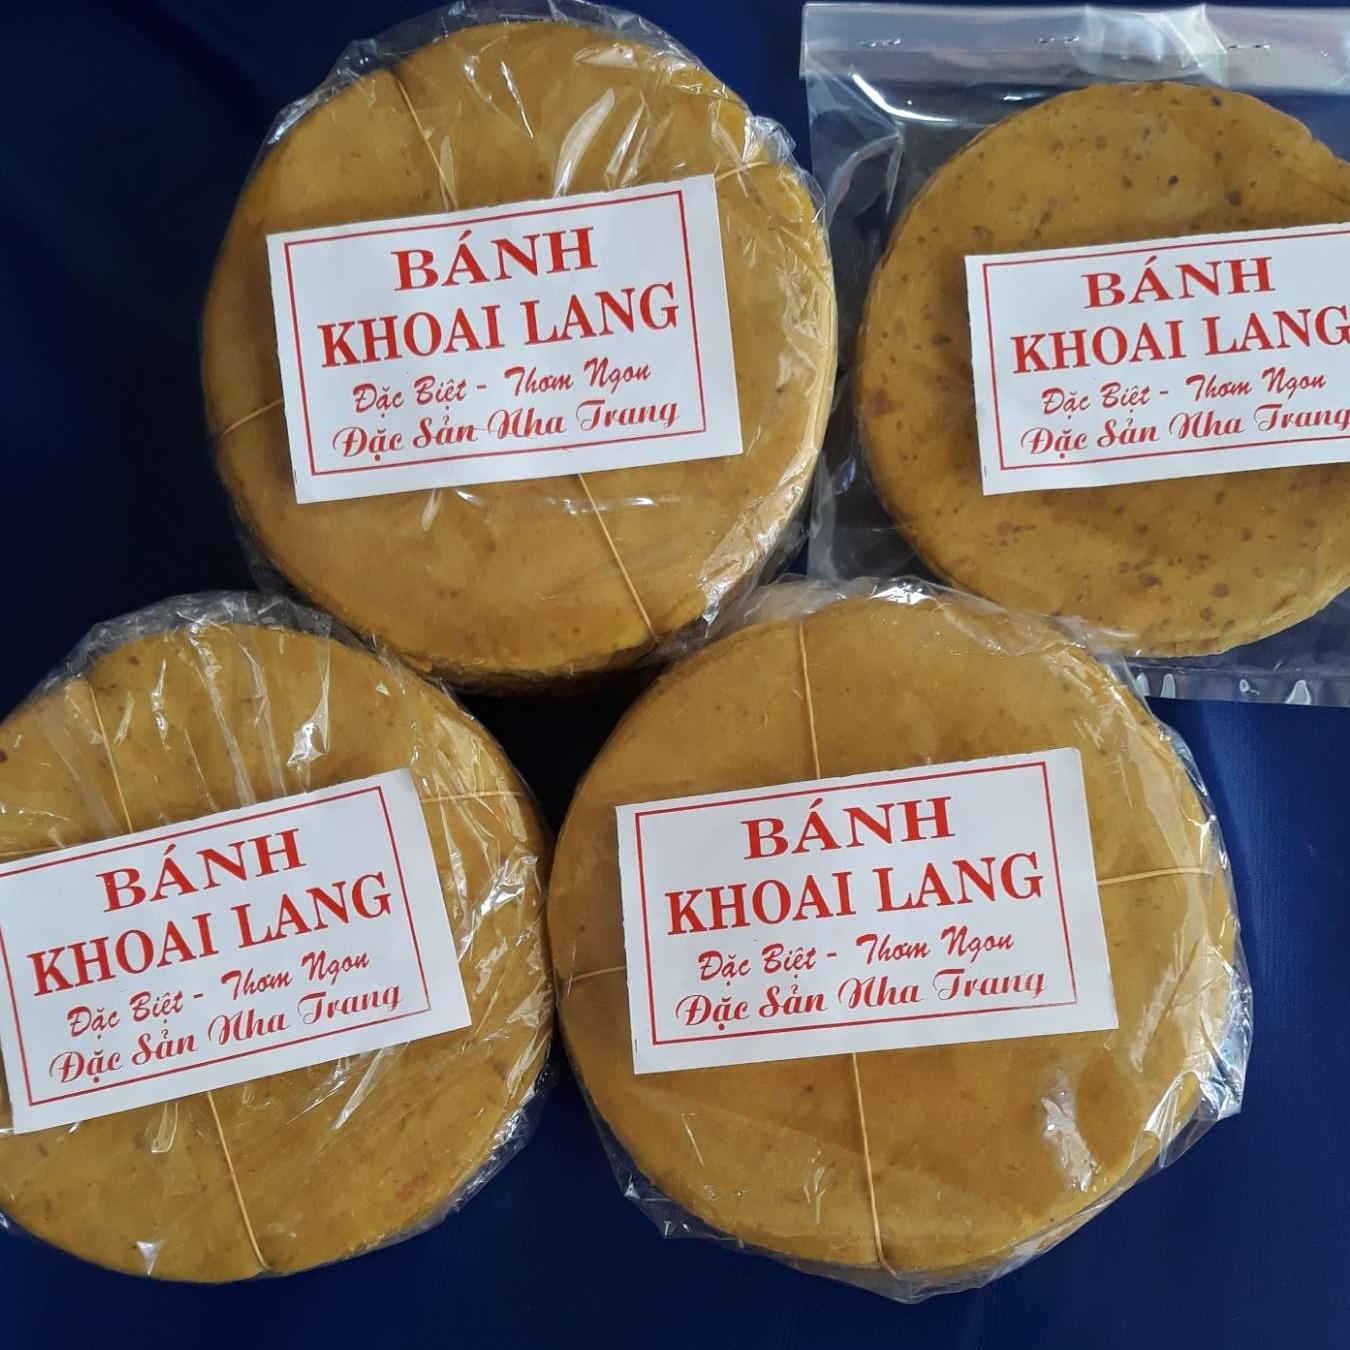 BÁNH
KHOAI LANG
Đặc Biệt - Thơm Ngon
Đặc Sản Nha Trang
BÁNH
KHOAI LANG
Đặc Biệt - Thơm Ngon
Đặc Sản Nha Trang
BÁNH
KHOAI LANG
Đặc Biệt - Thơm Ngon
Đặc Sản Nha Trang
BÁNH
KHOAI LANG
Đặc Biệt - Thơm Ngon
Đặc Sản Nha Trang